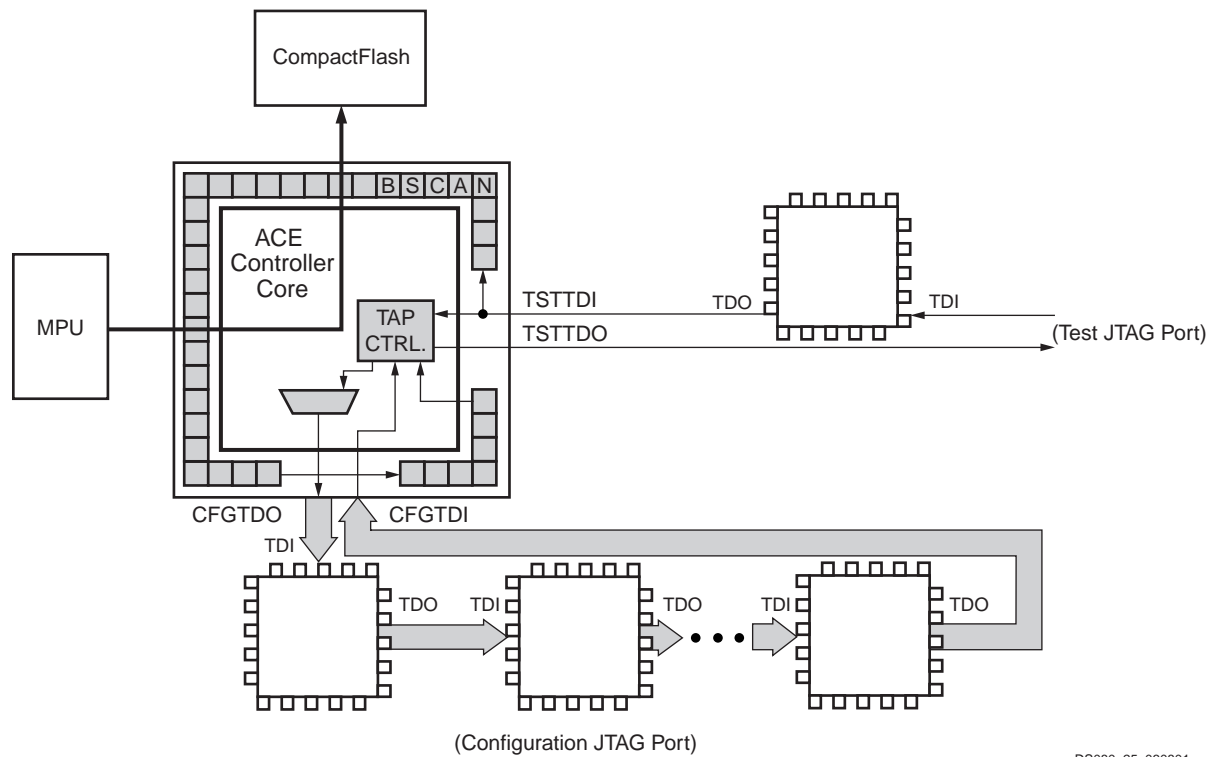 CompactFlash
B S C A N
ACE
Controller
Core
MPU
TAP
CTRL.
TSTTDI
TSTTDO
TDO
TDI
(Test JTAG Port)
CFGTDO
CFGTDI
TDI
TDO
TDI
TDO
TDI
TDO
(Configuration JTAG Port)